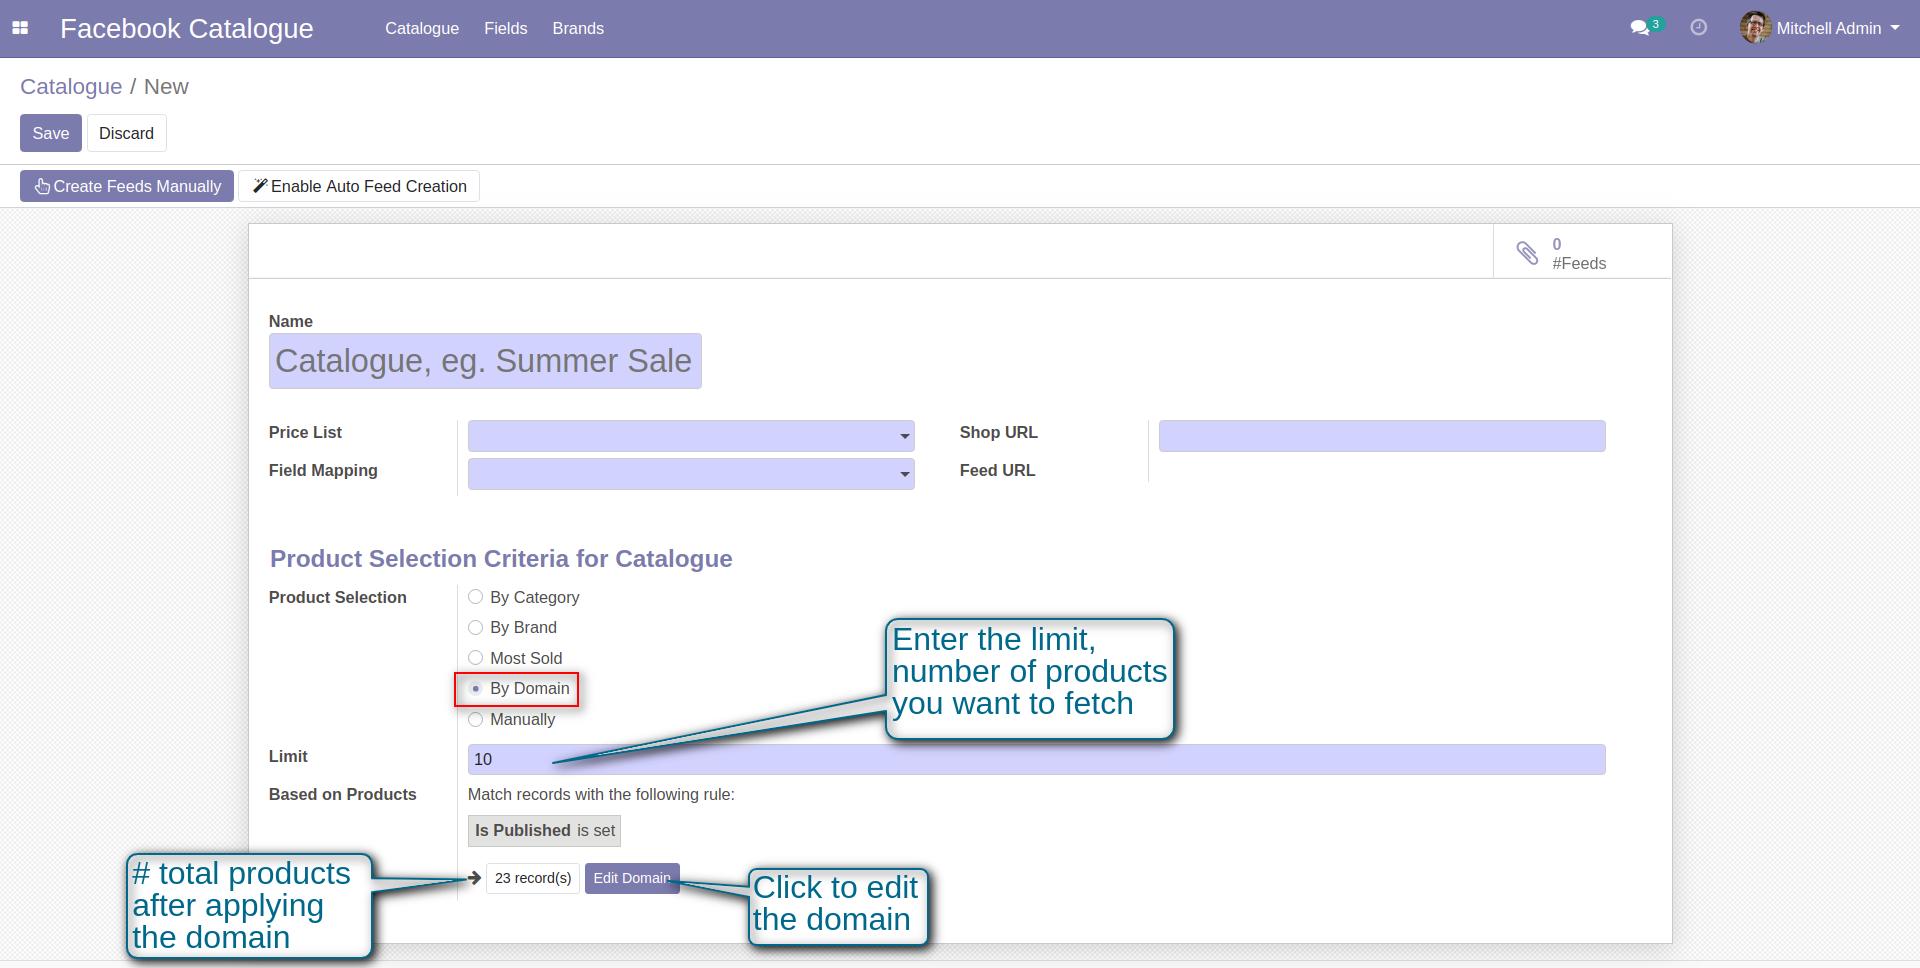 Facebook Catalogue
Catalogue Fields Brands
3
Mitchell Admin
Catalogue / New
Save Discard
Create Feeds Manually Enable Auto Feed Creation
0
#Feeds
Name
Catalogue, eg. Summer Sale
Price List
Shop URL
Field Mapping
Feed URL
Product Selection Criteria for Catalogue
Product Selection
By Category
By Brand
Most Sold
By Domain
Manually
Enter the limit,
number of products
you want to fetch
Limit
10
Based on Products
Match records with the following rule:
Is Published is set
23 record(s) Edit Domain
# total products
after applying
the domain
Click to edit
the domain